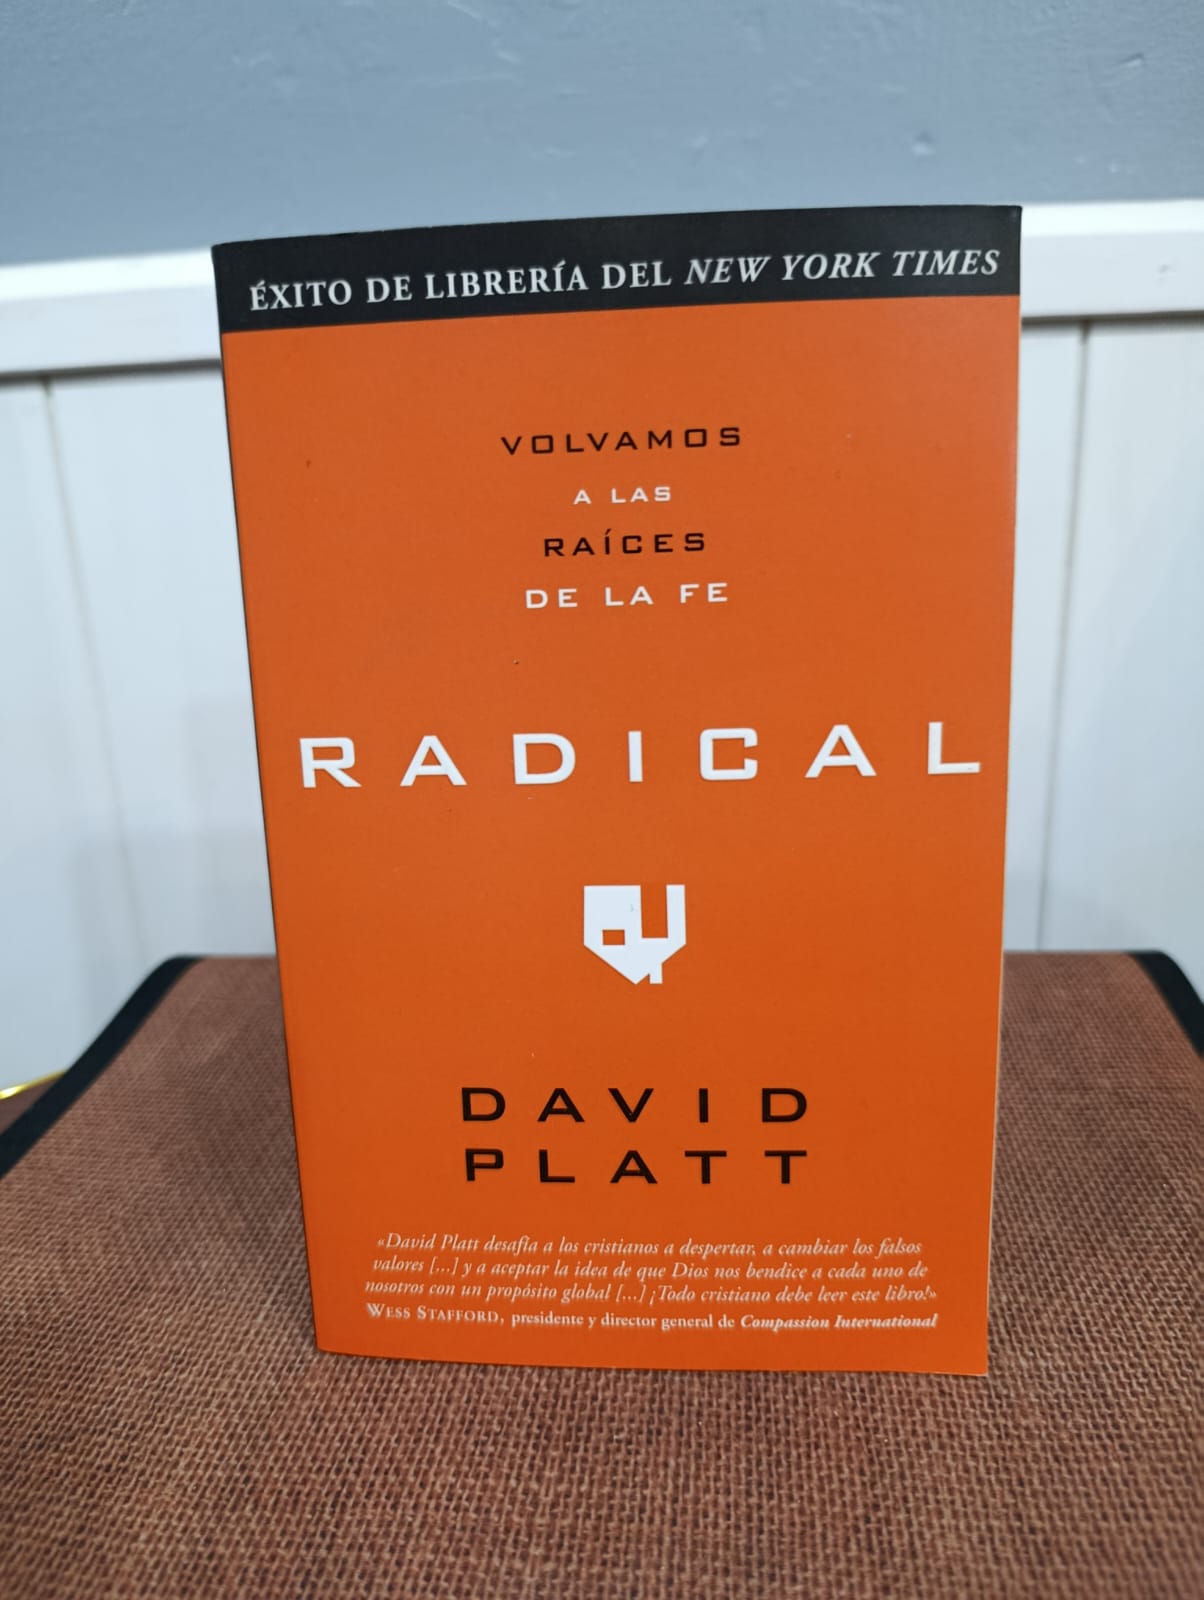 ÉXITO DE LIBRERÍA DEL NEW YORK TIMES
VOLVAMOS
A LAS
RAÍCES
DE LA FE
RADICAL
DAVID
PLATT
«David Platt desafía a los cristianos a despertar, a cambiar los falsos
valores [...] y a aceptar la idea de que Dios nos bendice a cada uno de
nosotros con un propósito global [...] ¡Todo cristiano debe leer este libro!»
WESS STAFFORD, presidente y director general de Compassion International